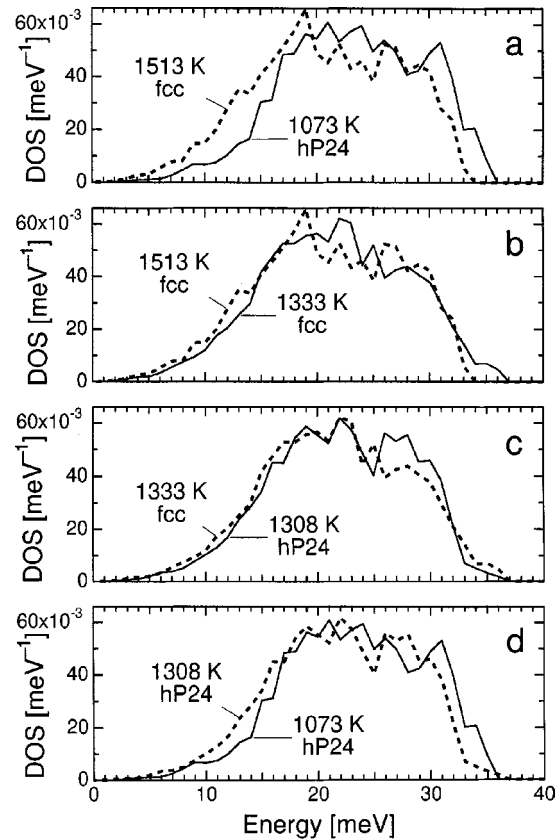 60x10⁻³
40
20
0
DOS [meV⁻¹]
1513 K
fcc
1073 K
hP24
a
60x10⁻³
40
20
0
DOS [meV⁻¹]
1513 K
fcc
1333 K
fcc
b
60x10⁻³
40
20
0
DOS [meV⁻¹]
1333 K
fcc
1308 K
hP24
c
60x10⁻³
40
20
0
DOS [meV⁻¹]
1308 K
hP24
1073 K
hP24
d
0 10 20 30 40
Energy [meV]